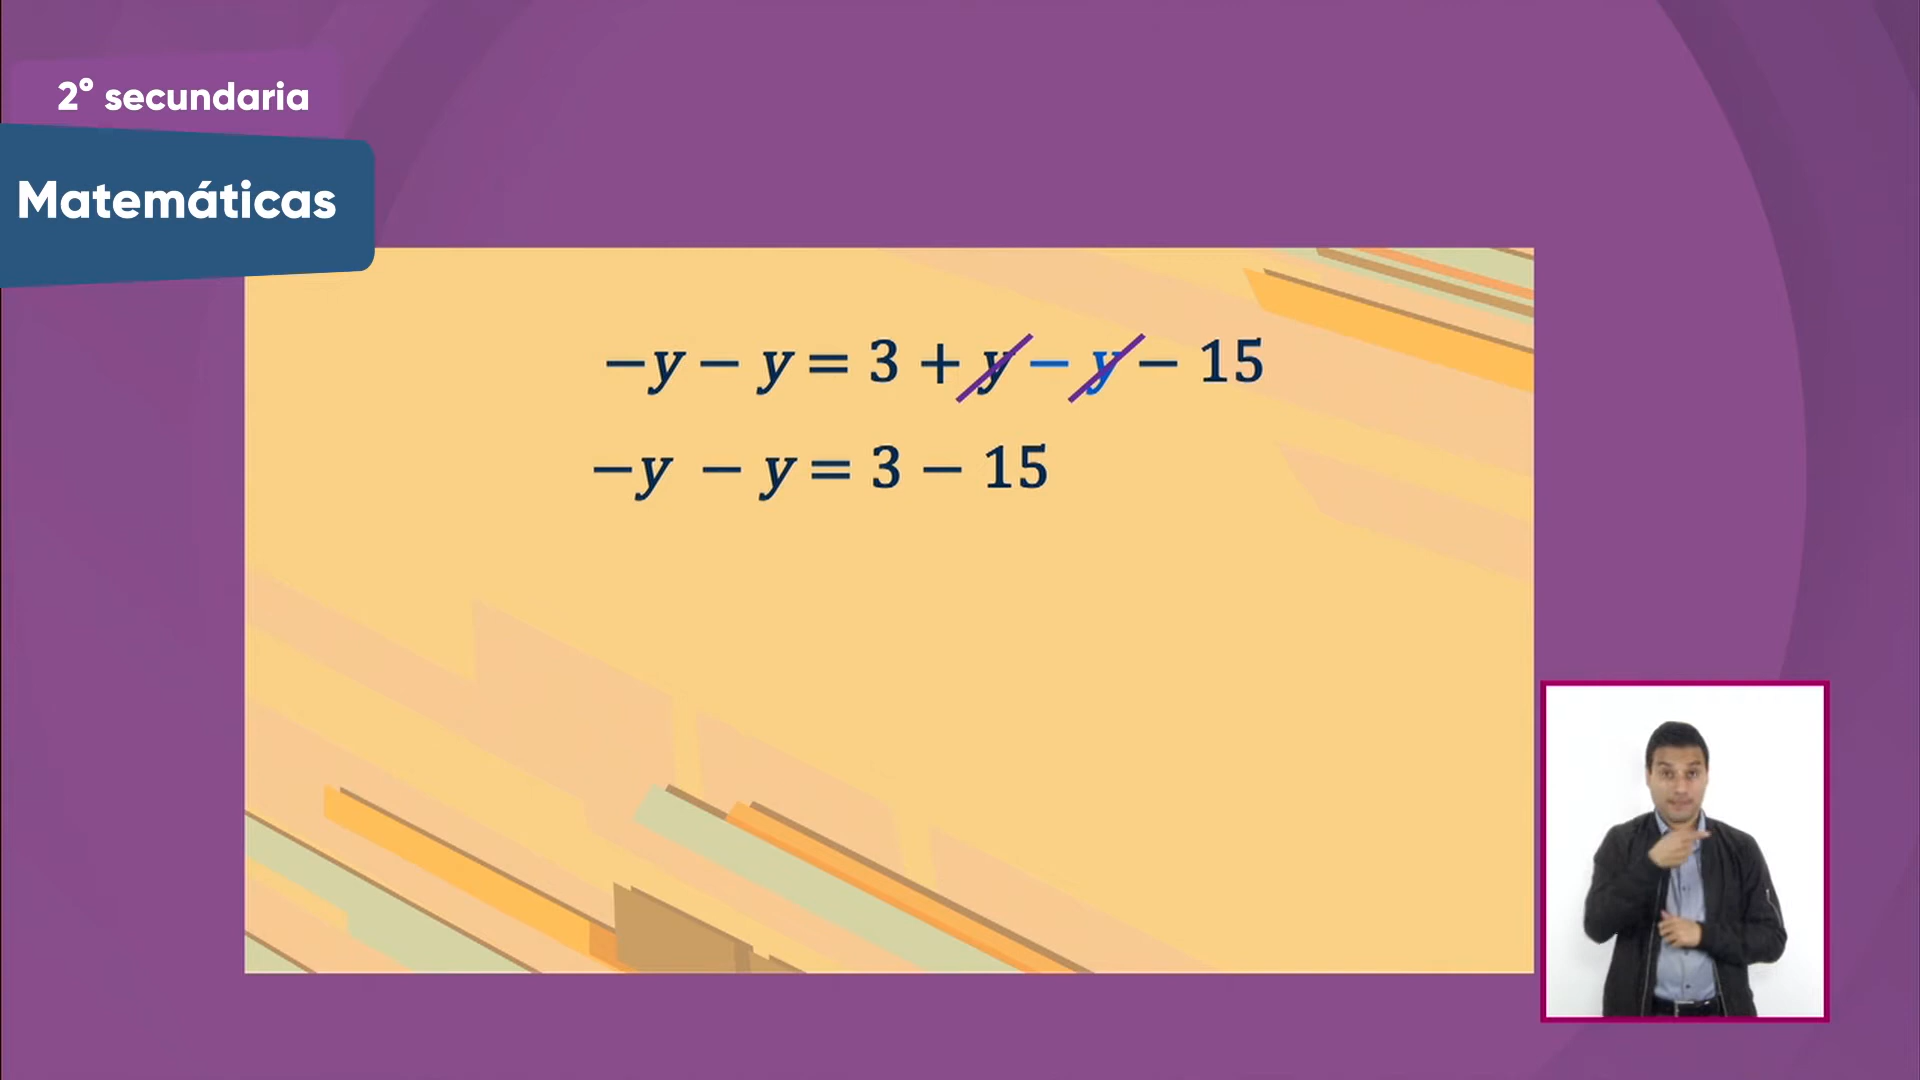 2° secundaria
Matemáticas
−y − y = 3 + y − y − 15
−y − y = 3 − 15